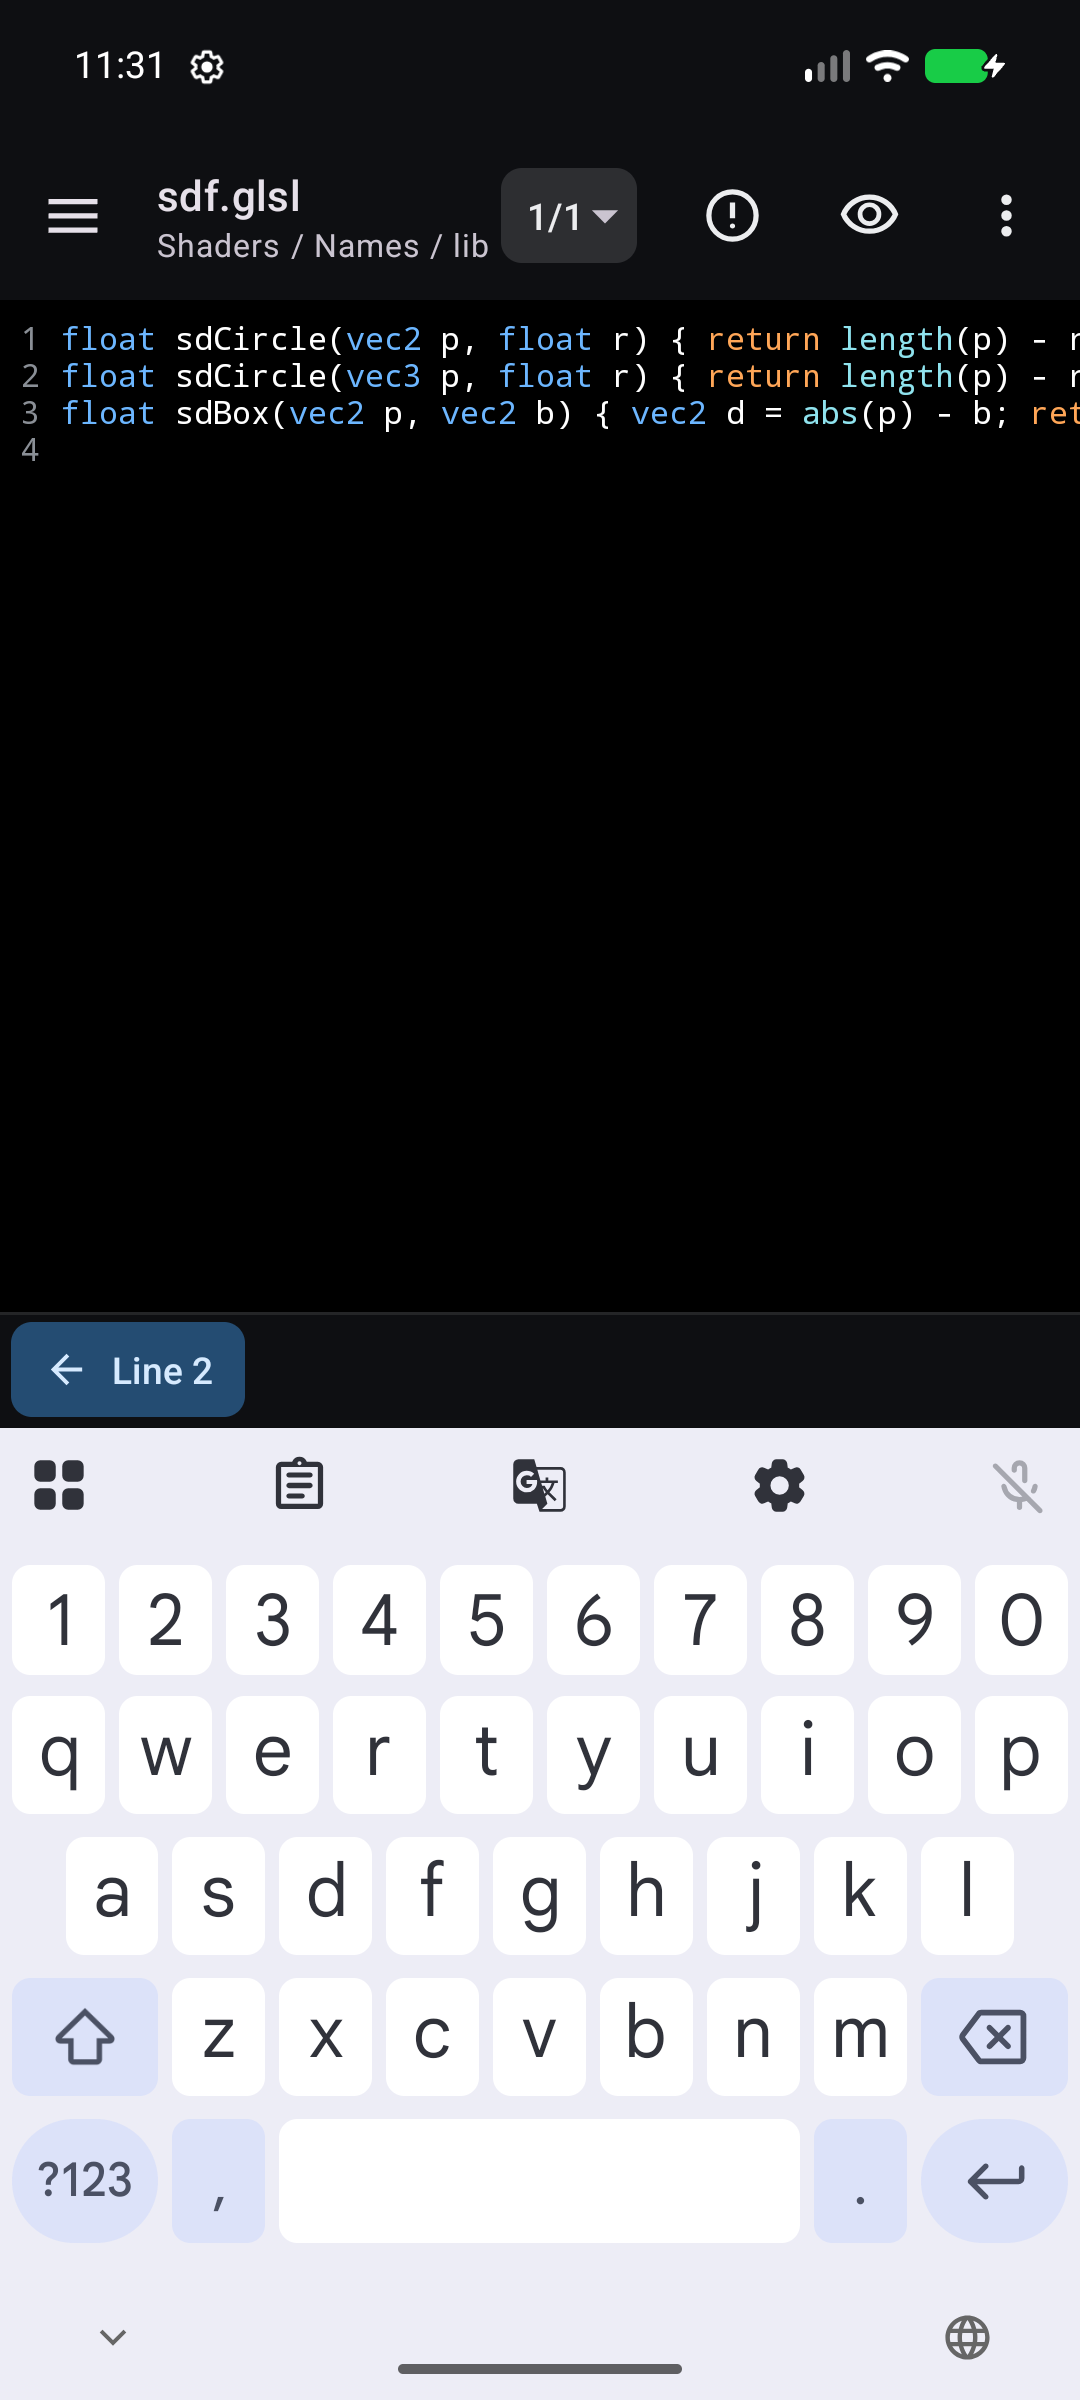 11:31
sdf.glsl
Shaders / Names / lib
1/1
1 float sdCircle(vec2 p, float r) { return length(p) - r
2 float sdCircle(vec3 p, float r) { return length(p) - r
3 float sdBox(vec2 p, vec2 b) { vec2 d = abs(p) - b; ret
4
Line 2
1 2 3 4 5 6 7 8 9 0
q w e r t y u i o p
a s d f g h j k l
z x c v b n m
?123 , .